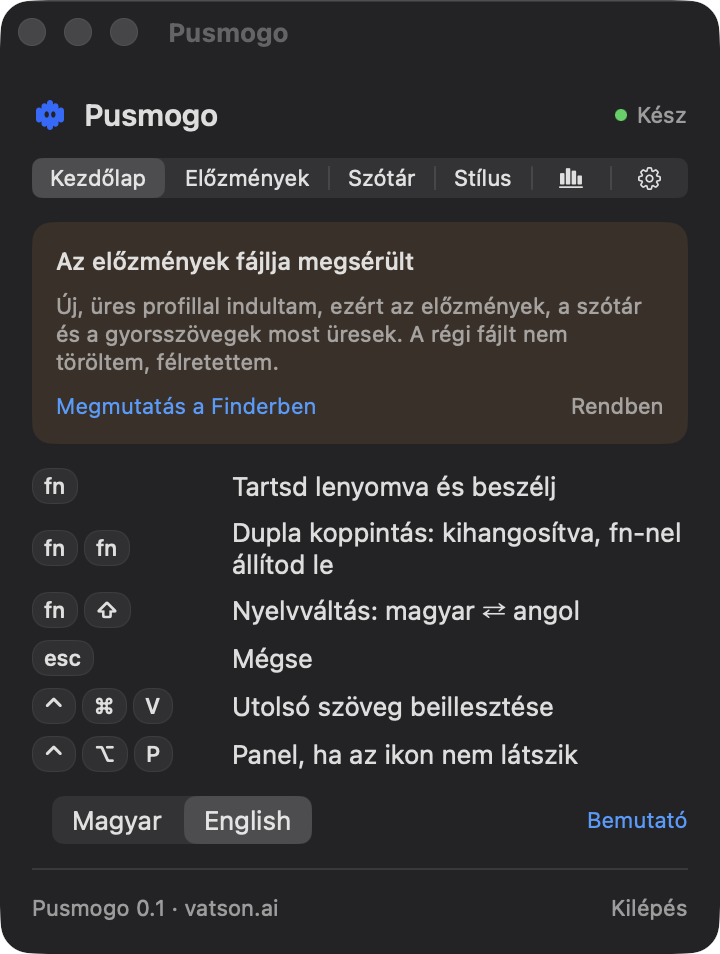 Pusmogo
Pusmogo
Kész
Kezdőlap Előzmények Szótár Stílus
Az előzmények fájlja megsérült
Új, üres profillal indultam, ezért az előzmények, a szótár
és a gyorsszövegek most üresek. A régi fájlt nem
töröltem, félretettem.
Megmutatás a Finderben Rendben
fn Tartsd lenyomva és beszélj
fn fn Dupla koppintás: kihangosítva, fn-nel
állítod le
fn ⇧ Nyelvváltás: magyar ⇄ angol
esc Mégse
^ ⌘ V Utolsó szöveg beillesztése
^ ⌥ P Panel, ha az ikon nem látszik
Magyar English Bemutató
Pusmogo 0.1 · vatson.ai Kilépés